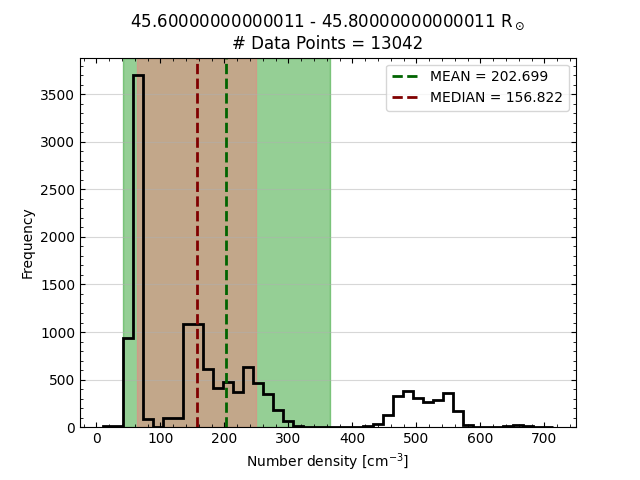 45.60000000000011 - 45.80000000000011 R⊙
# Data Points = 13042
MEAN = 202.699
MEDIAN = 156.822
Frequency
3500
3000
2500
2000
1500
1000
500
0
0 100 200 300 400 500 600 700
Number density [cm⁻³]